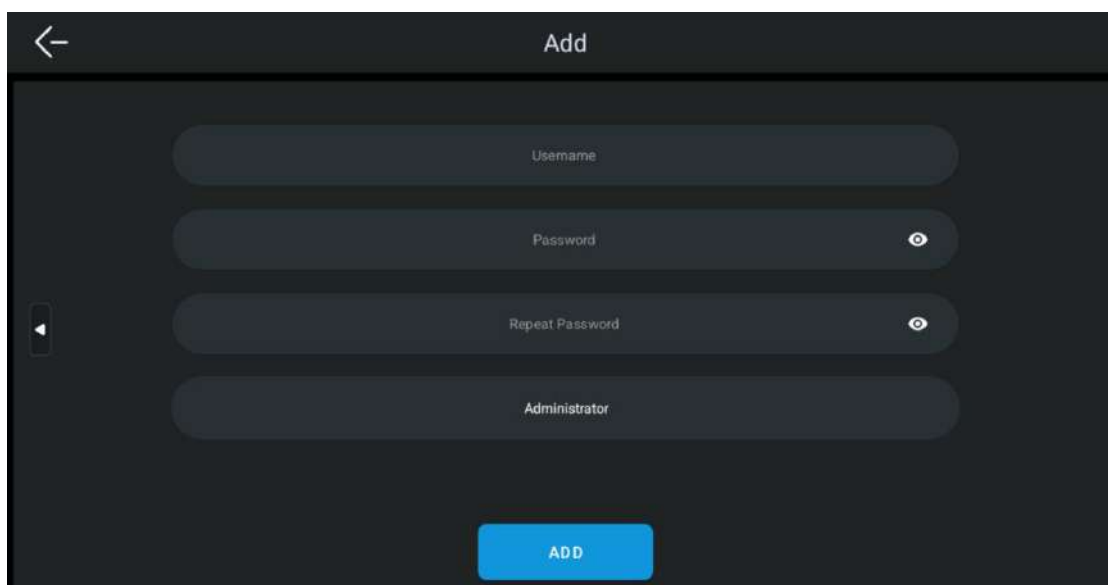 Add
Username
Password
Repeat Password
Administrator
ADD